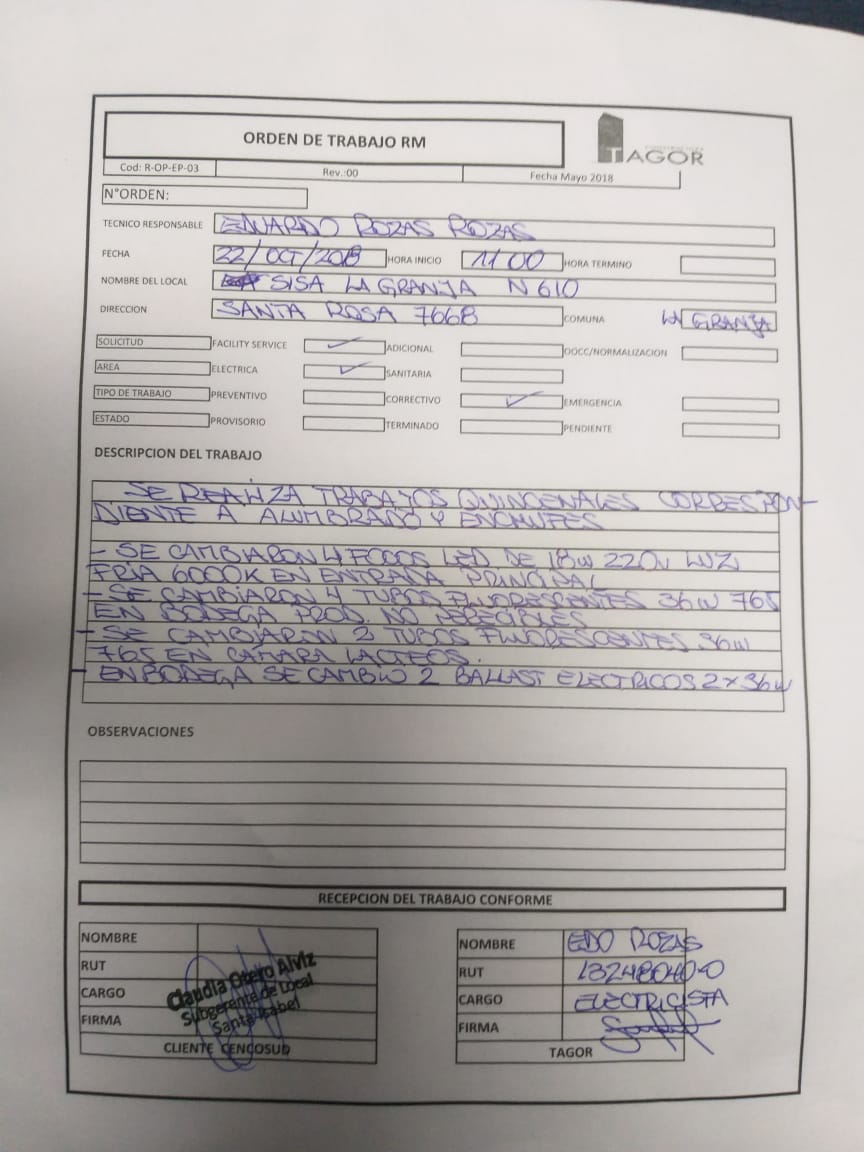 ORDEN DE TRABAJO RM
TAGOR
Cod: R-OP-EP-03 Rev.:00 Fecha Mayo 2018
N°ORDEN:
TECNICO RESPONSABLE EDUARDO ROZAS ROZAS
FECHA 22/OCT/2018 HORA INICIO 11 00 HORA TERMINO
NOMBRE DEL LOCAL SISA LA GRANJA N 610
DIRECCION SANTA ROSA 7668 COMUNA LA GRANJA
SOLICITUD FACILITY SERVICE ✓ ADICIONAL OOCC/NORMALIZACION
AREA ELECTRICA ✓ SANITARIA
TIPO DE TRABAJO PREVENTIVO CORRECTIVO ✓ EMERGENCIA
ESTADO PROVISORIO TERMINADO PENDIENTE
DESCRIPCION DEL TRABAJO
SE REALIZA TRABAJOS QUINCENALES CORRESPON-
DIENTE A ALUMBRADO Y ENCHUFES
- SE CAMBIARON 4 FOCOS LED DE 18W 220V LUZ
FRIA 6000K EN ENTRADA PRINCIPAL
- SE CAMBIARON 4 TUBOS FLUORESCENTES 36W 765
EN BODEGA PROD. NO PERECIBLES
- SE CAMBIARON 2 TUBOS FLUORESCENTES 36W
765 EN CAMARA LACTEOS.
- EN BODEGA SE CAMBIO 2 BALLAST ELECTRICOS 2x36W
OBSERVACIONES
RECEPCION DEL TRABAJO CONFORME
NOMBRE
RUT
CARGO
FIRMA
Claudia Otero Alviz
Subgerente de Local
Santa Isabel
CLIENTE CENCOSUD
NOMBRE EDO ROZAS
RUT 13248040-0
CARGO ELECTRICISTA
FIRMA
TAGOR